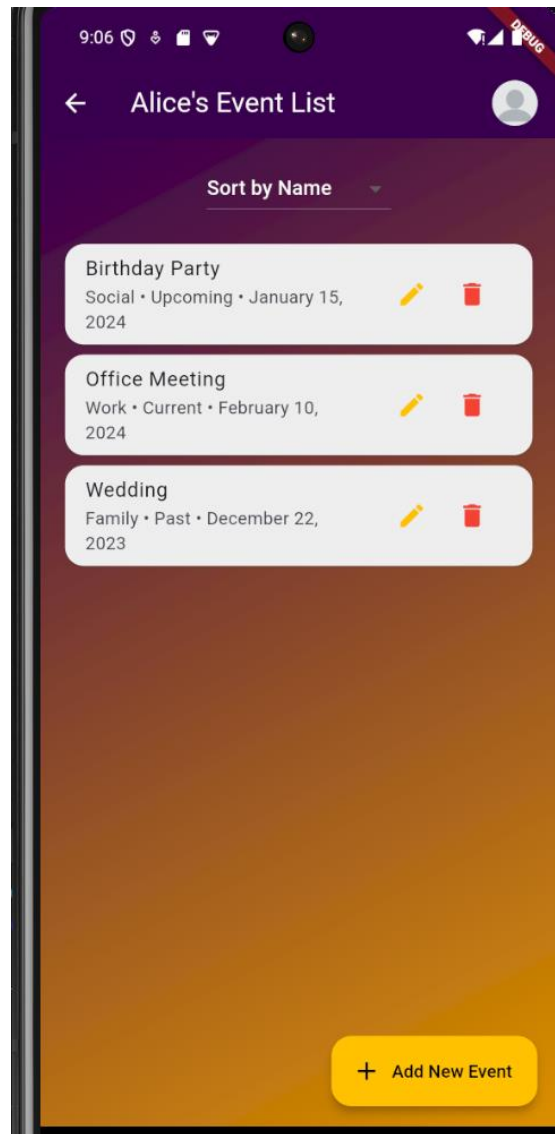 9:06
DEBUG
Alice's Event List
Sort by Name
Birthday Party
Social • Upcoming • January 15,
2024
Office Meeting
Work • Current • February 10,
2024
Wedding
Family • Past • December 22,
2023
+ Add New Event